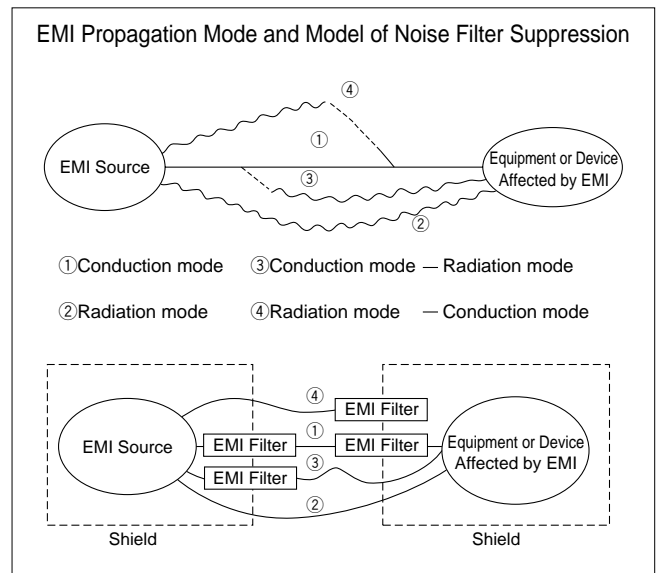 EMI Propagation Mode and Model of Noise Filter Suppression
④
①
EMI Source
Equipment or Device
Affected by EMI
③
②
①Conduction mode ③Conduction mode — Radiation mode
②Radiation mode ④Radiation mode — Conduction mode
④
EMI Filter
①
EMI Source
EMI Filter
EMI Filter
Equipment or Device
Affected by EMI
③
EMI Filter
②
Shield
Shield